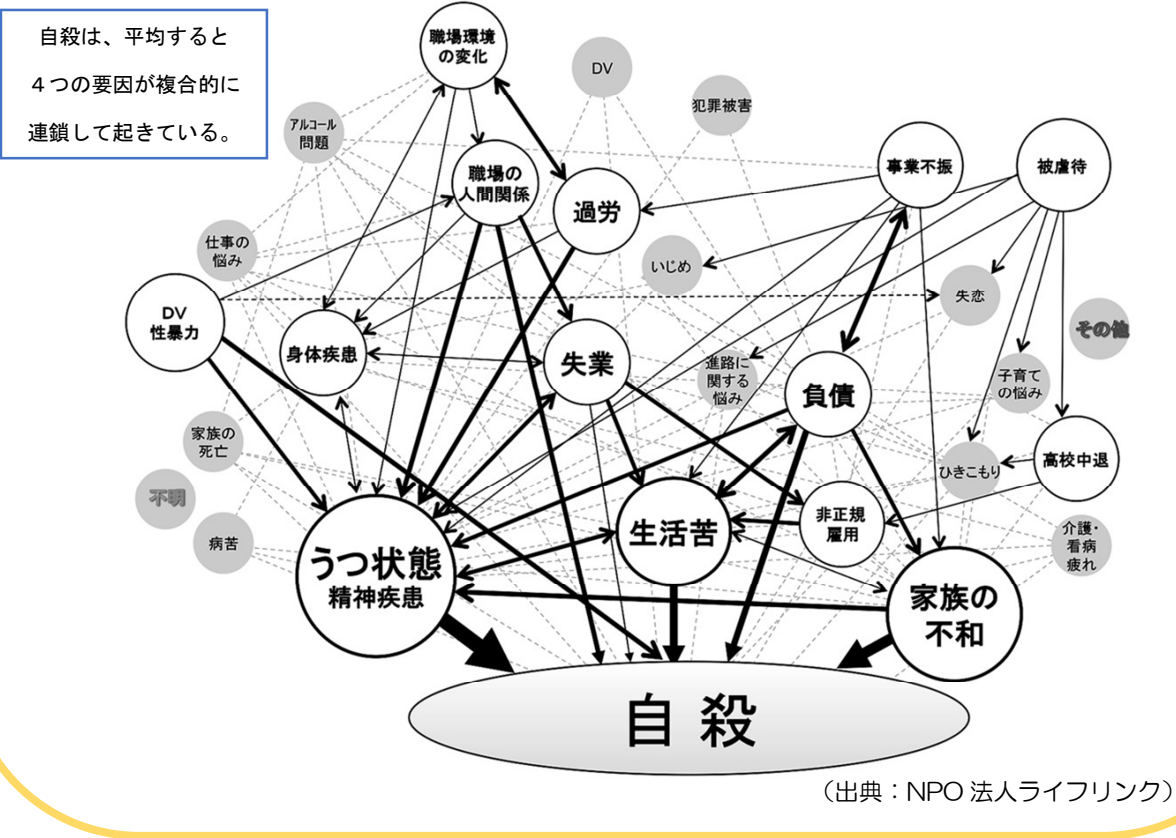 自殺は、平均すると
４つの要因が複合的に
連鎖して起きている。
職場環境
の変化
DV
犯罪被害
アルコール
問題
職場の
人間関係
過労
事業不振
被虐待
仕事の
悩み
いじめ
失恋
DV
性暴力
その他
身体疾患
失業
進路に
関する
悩み
負債
子育て
の悩み
家族の
死亡
ひきこもり
高校中退
不明
病苦
うつ状態
精神疾患
生活苦
非正規
雇用
介護・
看病
疲れ
家族の
不和
自殺
（出典：NPO 法人ライフリンク）